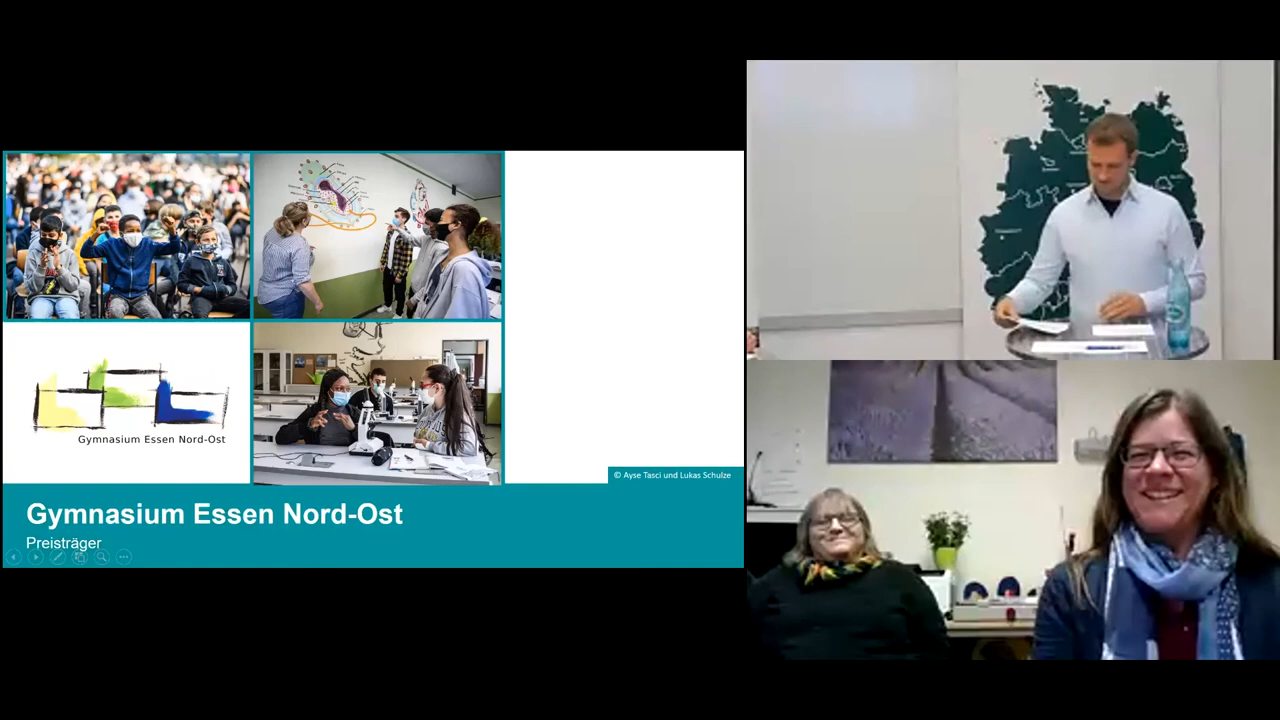 Gymnasium Essen Nord-Ost
© Ayse Tasci und Lukas Schulze
Gymnasium Essen Nord-Ost
Preisträger